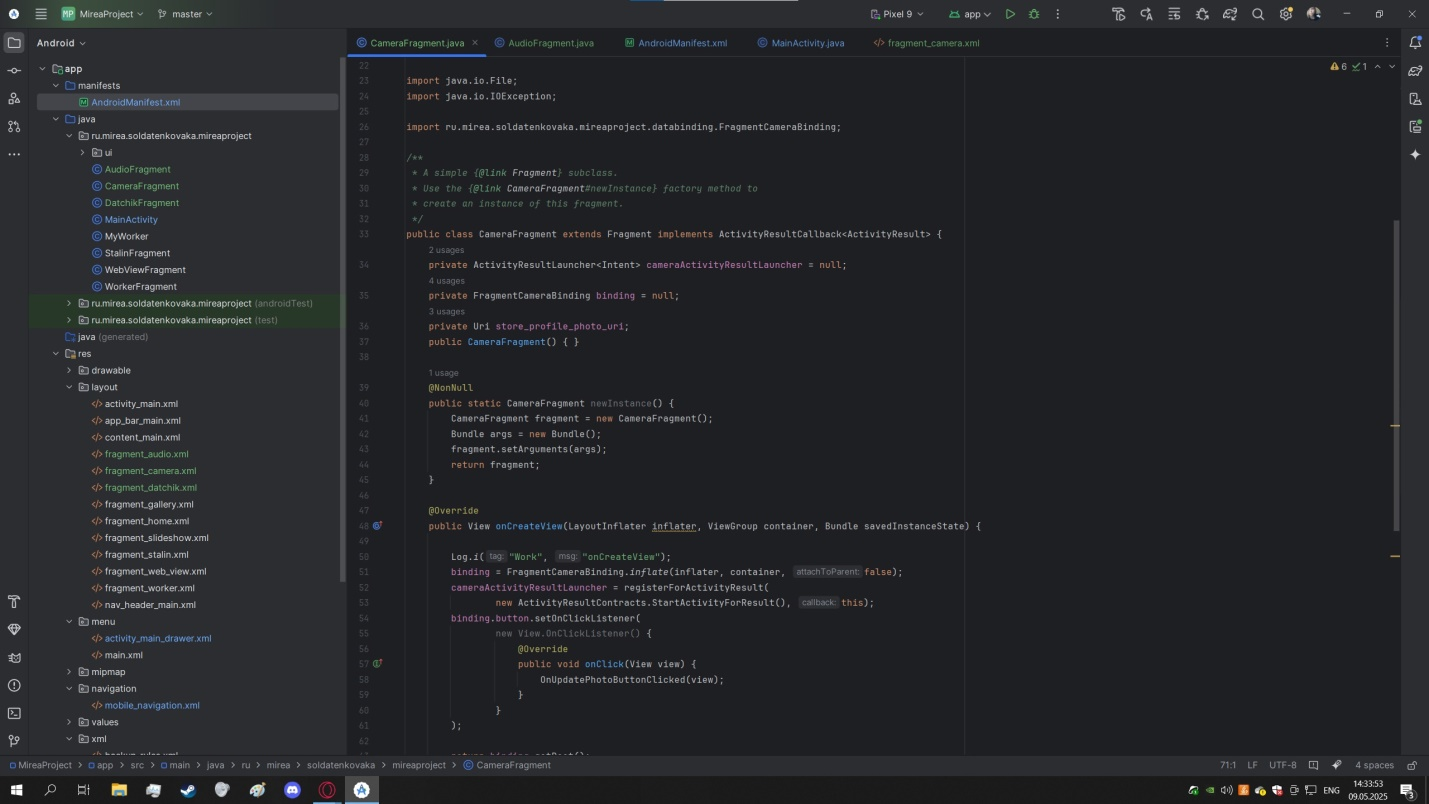 MP MireaProject
master
Pixel 9
app
Android
CameraFragment.java
AudioFragment.java
AndroidManifest.xml
MainActivity.java
fragment_camera.xml
app
manifests
AndroidManifest.xml
java
ru.mirea.soldatenkovaka.mireaproject
ui
AudioFragment
CameraFragment
DatchikFragment
MainActivity
MyWorker
StalinFragment
WebViewFragment
WorkerFragment
ru.mirea.soldatenkovaka.mireaproject (androidTest)
ru.mirea.soldatenkovaka.mireaproject (test)
java (generated)
res
drawable
layout
activity_main.xml
app_bar_main.xml
content_main.xml
fragment_audio.xml
fragment_camera.xml
fragment_datchik.xml
fragment_gallery.xml
fragment_home.xml
fragment_slideshow.xml
fragment_stalin.xml
fragment_web_view.xml
fragment_worker.xml
nav_header_main.xml
menu
activity_main_drawer.xml
main.xml
mipmap
navigation
mobile_navigation.xml
values
xml
6 1
22
23 import java.io.File;
24 import java.io.IOException;
25
26 import ru.mirea.soldatenkovaka.mireaproject.databinding.FragmentCameraBinding;
27
28 /**
29 * A simple {@link Fragment} subclass.
30 * Use the {@link CameraFragment#newInstance} factory method to
31 * create an instance of this fragment.
32 */
33 public class CameraFragment extends Fragment implements ActivityResultCallback<ActivityResult> {
2 usages
34 private ActivityResultLauncher<Intent> cameraActivityResultLauncher = null;
4 usages
35 private FragmentCameraBinding binding = null;
3 usages
36 private Uri store_profile_photo_uri;
37 public CameraFragment() { }
38
1 usage
39 @NonNull
40 public static CameraFragment newInstance() {
41 CameraFragment fragment = new CameraFragment();
42 Bundle args = new Bundle();
43 fragment.setArguments(args);
44 return fragment;
45 }
46
47 @Override
48 public View onCreateView(LayoutInflater inflater, ViewGroup container, Bundle savedInstanceState) {
49
50 Log.i( tag: "Work", msg: "onCreateView");
51 binding = FragmentCameraBinding.inflate(inflater, container, attachToParent: false);
52 cameraActivityResultLauncher = registerForActivityResult(
53 new ActivityResultContracts.StartActivityForResult(), callback: this);
54 binding.button.setOnClickListener(
55 new View.OnClickListener() {
56 @Override
57 public void onClick(View view) {
58 OnUpdatePhotoButtonClicked(view);
59 }
60 }
61 );
62
MireaProject > app > src > main > java > ru > mirea > soldatenkovaka > mireaproject > CameraFragment
71:1 LF UTF-8 4 spaces
ENG
14:33:53
09.05.2025
3